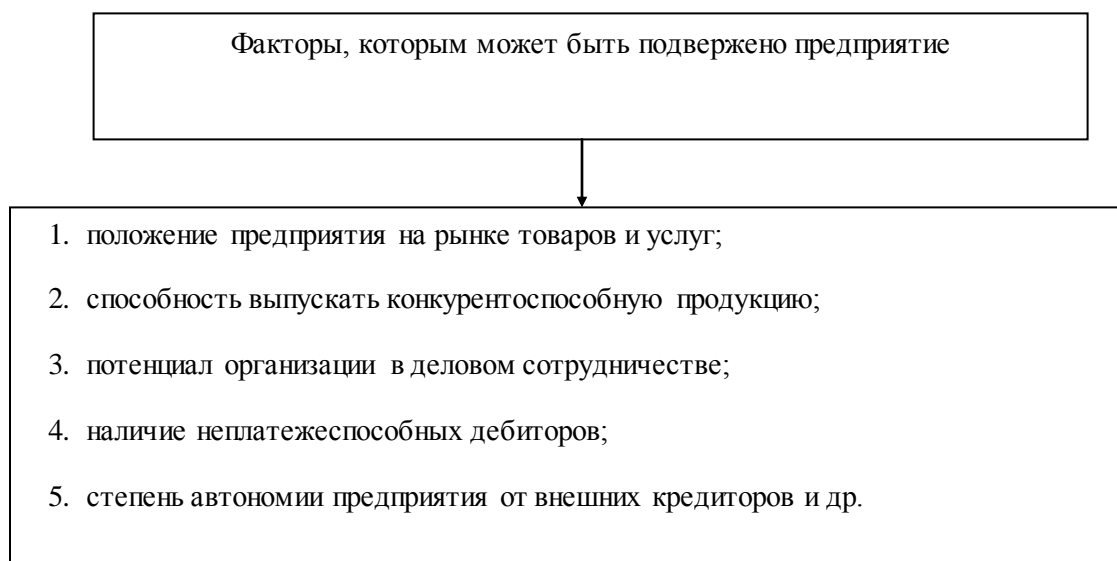 Факторы, которым может быть подвержено предприятие
1. положение предприятия на рынке товаров и услуг;
2. способность выпускать конкурентоспособную продукцию;
3. потенциал организации в деловом сотрудничестве;
4. наличие неплатежеспособных дебиторов;
5. степень автономии предприятия от внешних кредиторов и др.